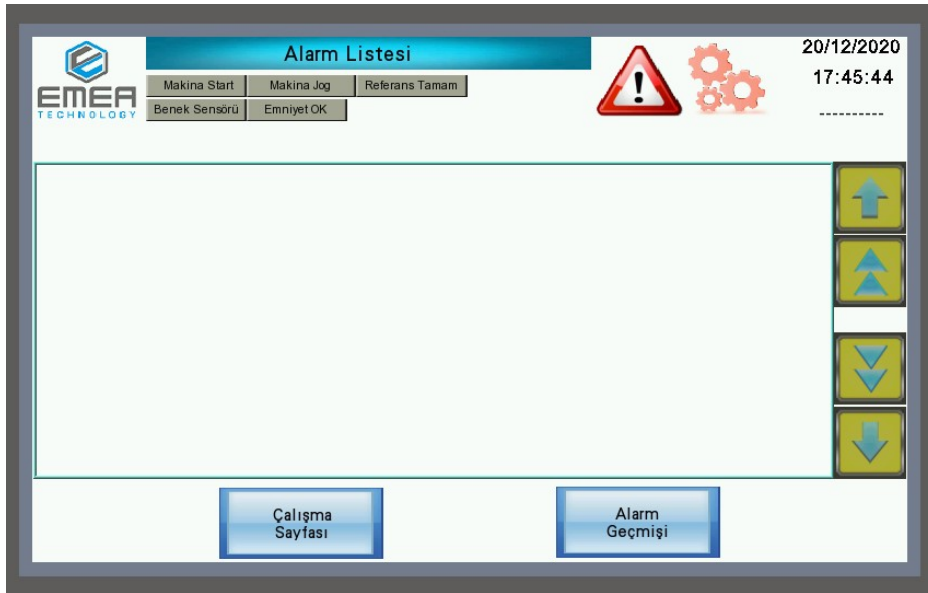 EMEA
TECHNOLOGY
Alarm Listesi
Makina Start
Makina Jog
Referans Tamam
Benek Sensörü
Emniyet OK
20/12/2020
17:45:44
----------
Çalışma
Sayfası
Alarm
Geçmişi